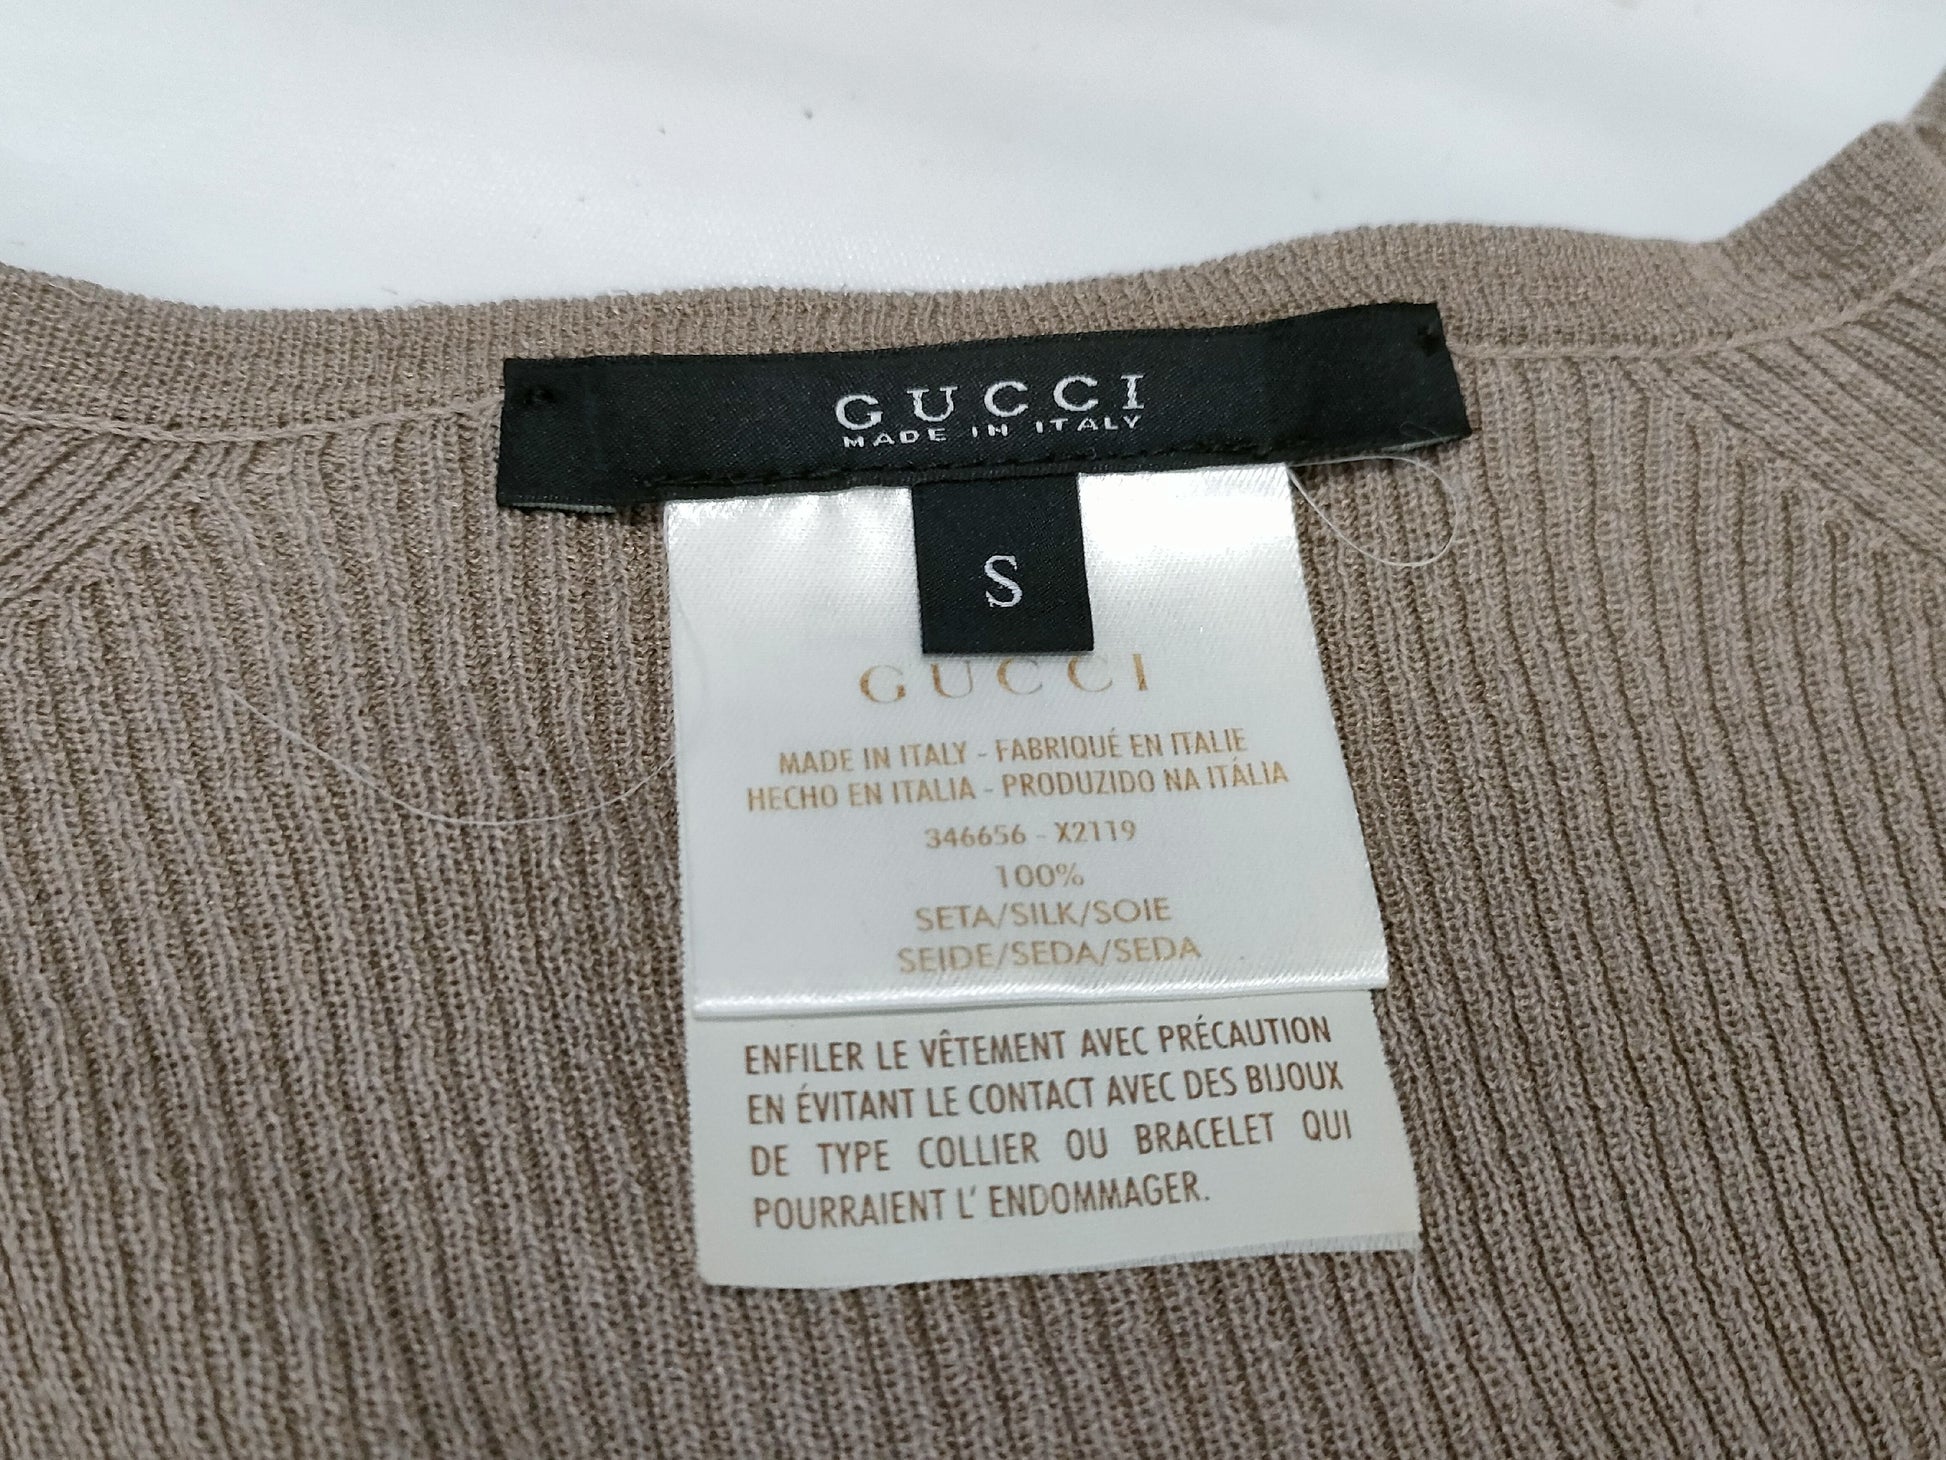 GUCCI
MADE IN ITALY
S
GUCCI
MADE IN ITALY - FABRIQUÉ EN ITALIE
HECHO EN ITALIA - PRODUZIDO NA ITÁLIA
346656 - X2119
100%
SETA/SILK/SOIE
SEIDE/SEDA/SEDA
ENFILER LE VÊTEMENT AVEC PRÉCAUTION
EN ÉVITANT LE CONTACT AVEC DES BIJOUX
DE TYPE COLLIER OU BRACELET QUI
POURRAIENT L' ENDOMMAGER.